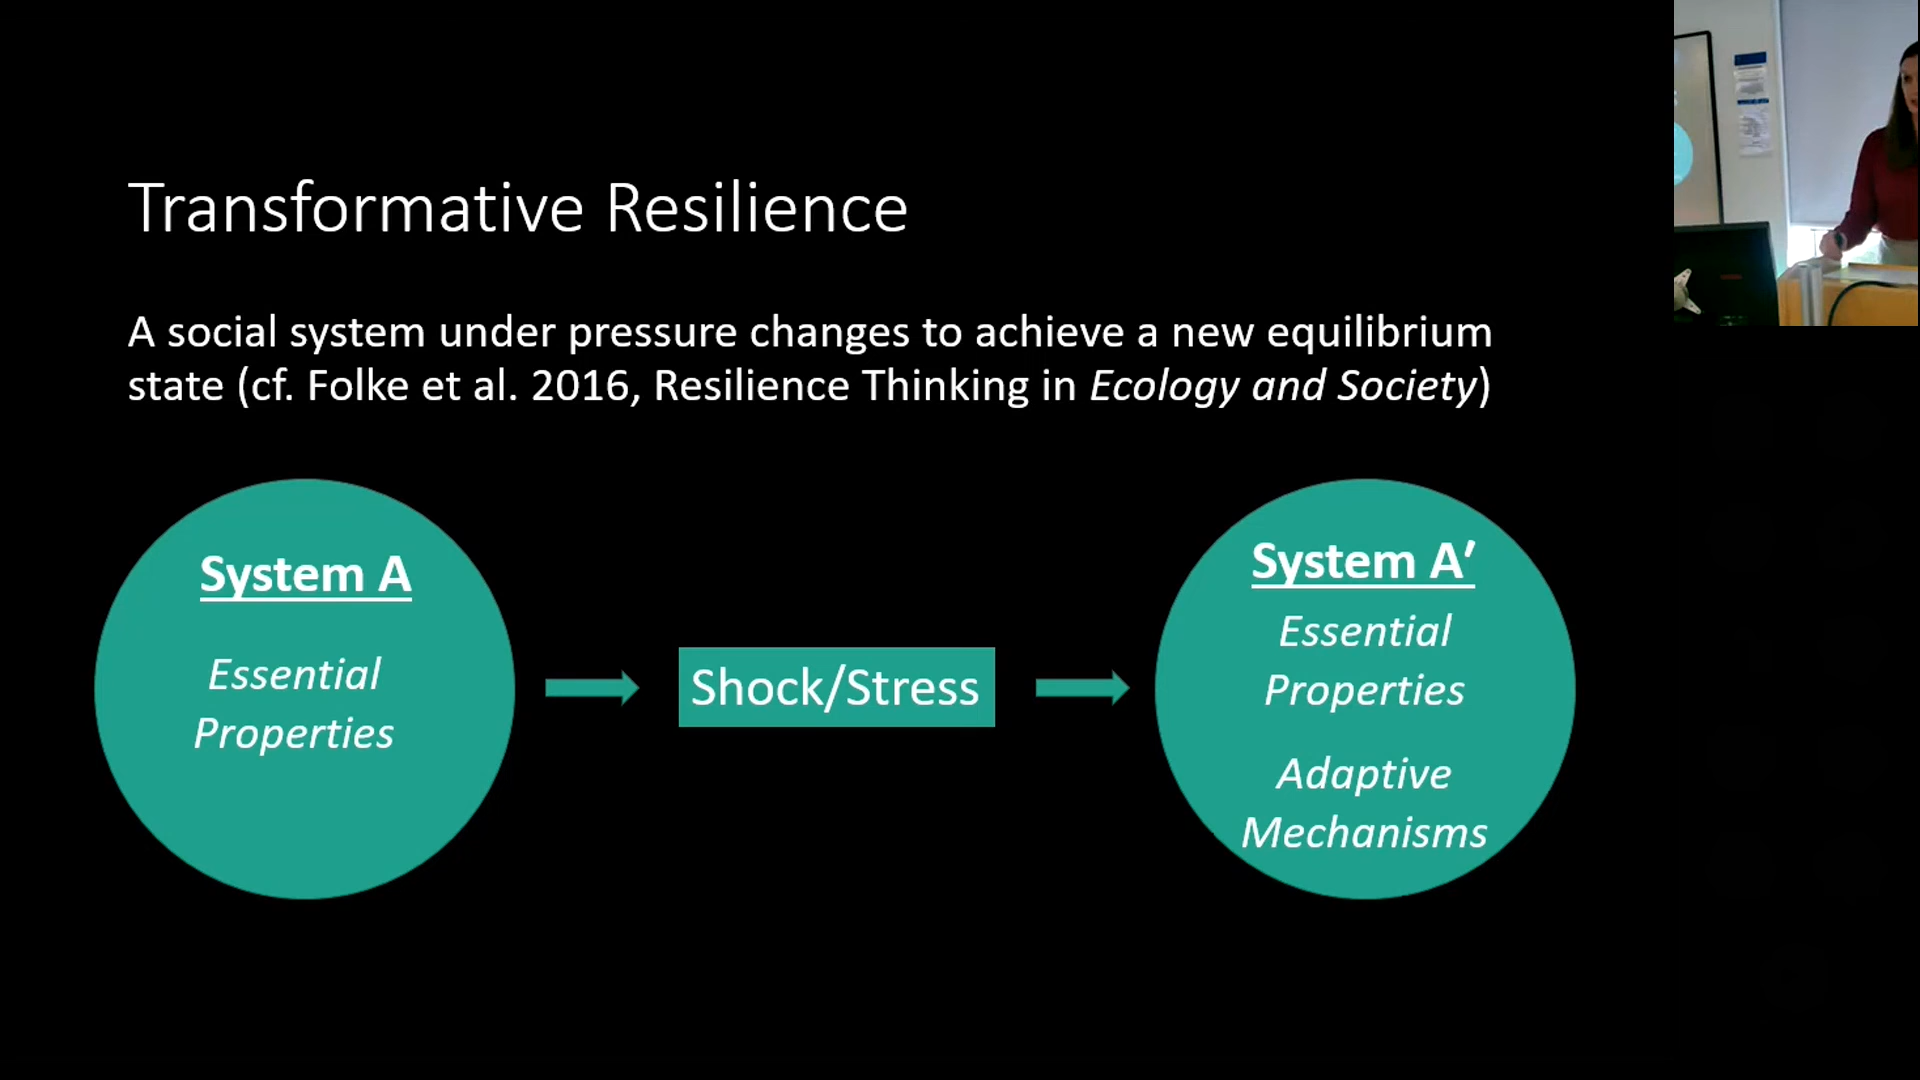 Transformative Resilience
A social system under pressure changes to achieve a new equilibrium
state (cf. Folke et al. 2016, Resilience Thinking in Ecology and Society)
System A
Essential
Properties
Shock/Stress
System A′
Essential
Properties
Adaptive
Mechanisms